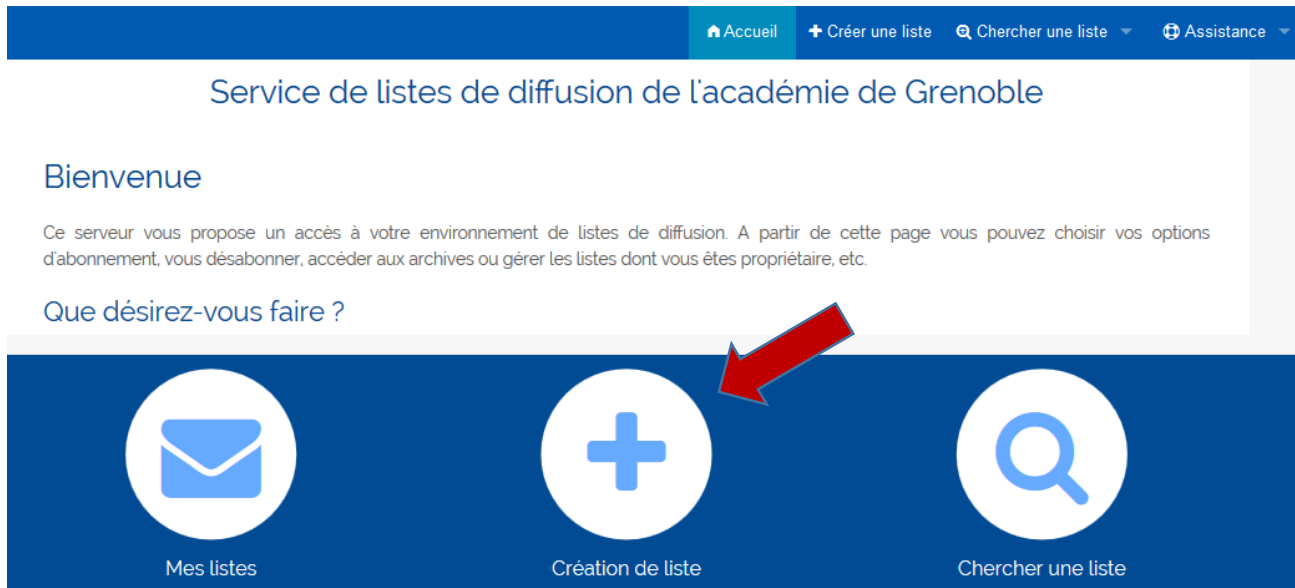 Accueil Créer une liste Chercher une liste Assistance
Service de listes de diffusion de l'académie de Grenoble
Bienvenue
Ce serveur vous propose un accès à votre environnement de listes de diffusion. A partir de cette page vous pouvez choisir vos options
d'abonnement, vous désabonner, accéder aux archives ou gérer les listes dont vous êtes propriétaire, etc.
Que désirez-vous faire ?
Mes listes Création de liste Chercher une liste